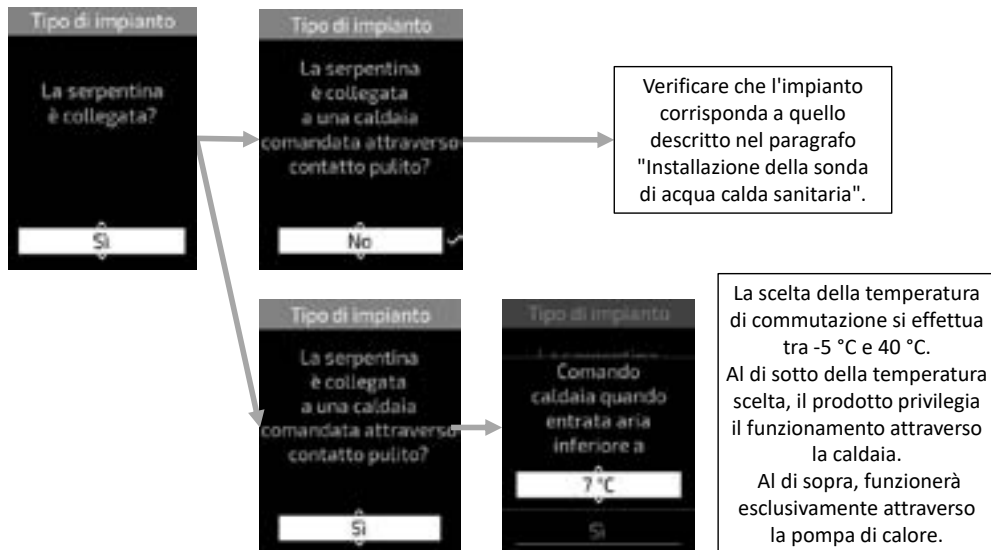 Tipo di impianto
La serpentina
è collegata?
Sì
Tipo di impianto
La serpentina
è collegata
a una caldaia
comandata attraverso
contatto pulito?
No
Verificare che l'impianto
corrisponda a quello
descritto nel paragrafo
"Installazione della sonda
di acqua calda sanitaria".
Tipo di impianto
La serpentina
è collegata
a una caldaia
comandata attraverso
contatto pulito?
Sì
Tipo di impianto
La serpentina
Comando
caldaia quando
entrata aria
inferiore a
7 °C
Sì
La scelta della temperatura
di commutazione si effettua
tra -5 °C e 40 °C.
Al di sotto della temperatura
scelta, il prodotto privilegia
il funzionamento attraverso
la caldaia.
Al di sopra, funzionerà
esclusivamente attraverso
la pompa di calore.